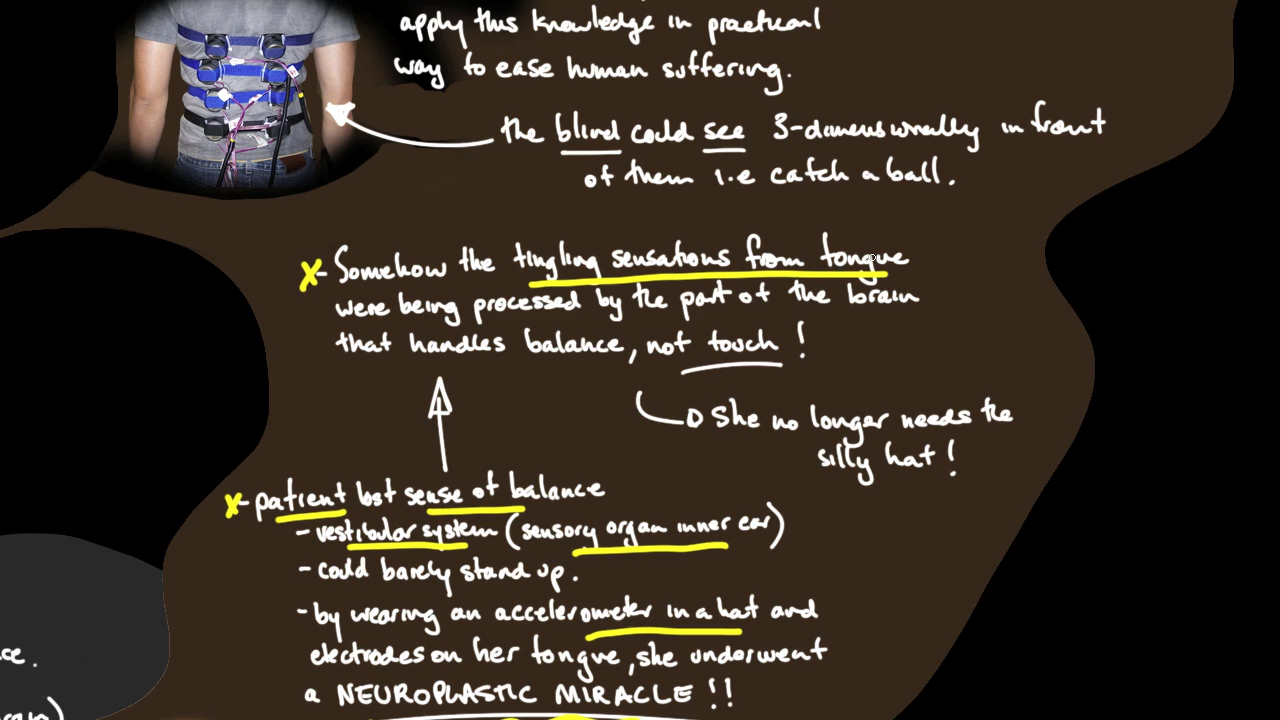 apply this knowledge in practical
way to ease human suffering.
the blind could see 3-dimensionally in front
of them i.e catch a ball.
x- Somehow the tingling sensations from tongue
were being processed by the part of the brain
that handles balance, not touch !
She no longer needs the
silly hat !
x- patient lost sense of balance
- vestibular system (sensory organ inner ear)
- could barely stand up.
- by wearing an accelerometer in a hat and
electrodes on her tongue, she underwent
a NEUROPLASTIC MIRACLE !!